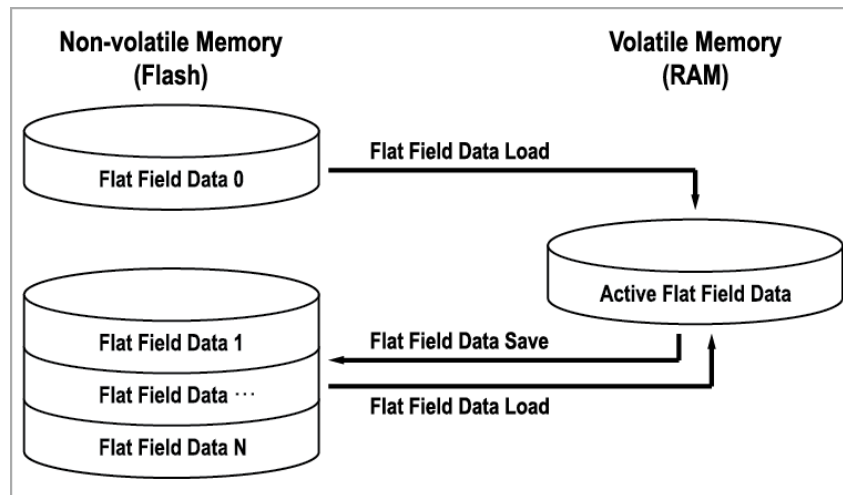 Non-volatile Memory
(Flash)
Volatile Memory
(RAM)
Flat Field Data Load
Flat Field Data 0
Active Flat Field Data
Flat Field Data 1
Flat Field Data Save
Flat Field Data ···
Flat Field Data Load
Flat Field Data N